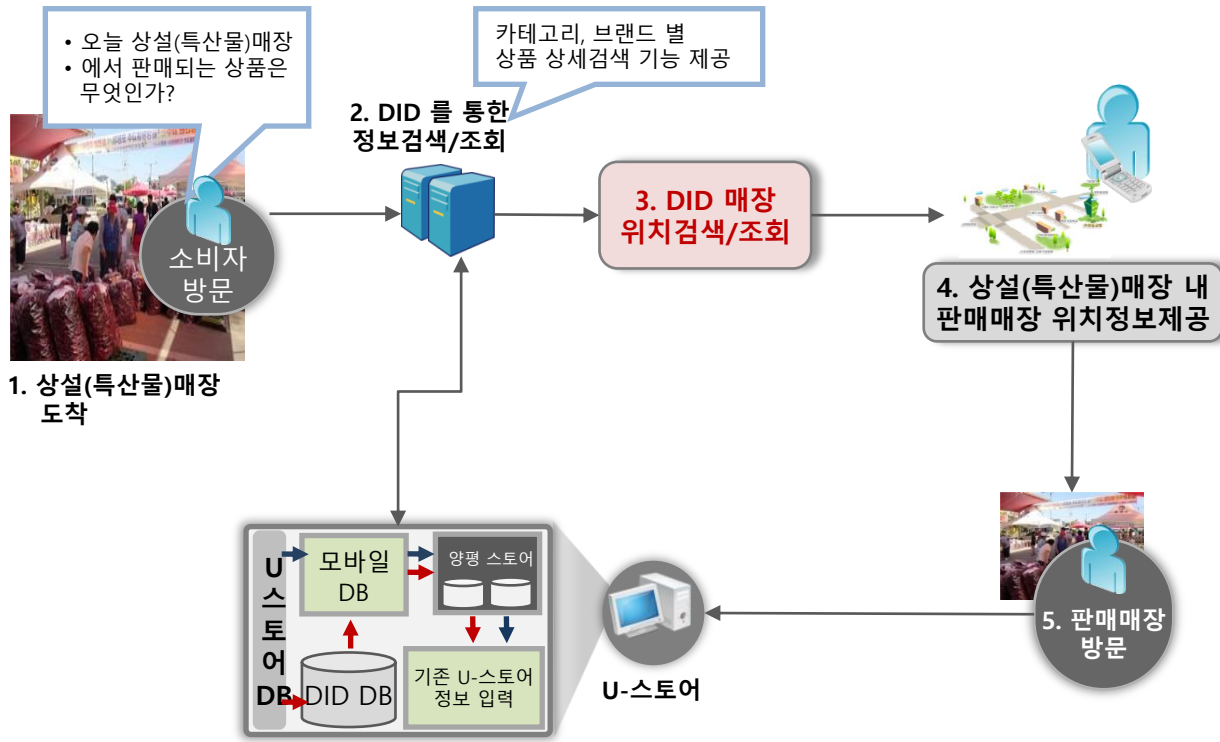 • 오늘 상설(특산물)매장
• 에서 판매되는 상품은
무엇인가?
카테고리, 브랜드 별
상품 상세검색 기능 제공
2. DID 를 통한
정보검색/조회
소비자
방문
1. 상설(특산물)매장
도착
3. DID 매장
위치검색/조회
4. 상설(특산물)매장 내
판매매장 위치정보제공
5. 판매매장
방문
U-스토어
U
스
토
어
DB
모바일
DB
양평 스토어
DID DB
기존 U-스토어
정보 입력